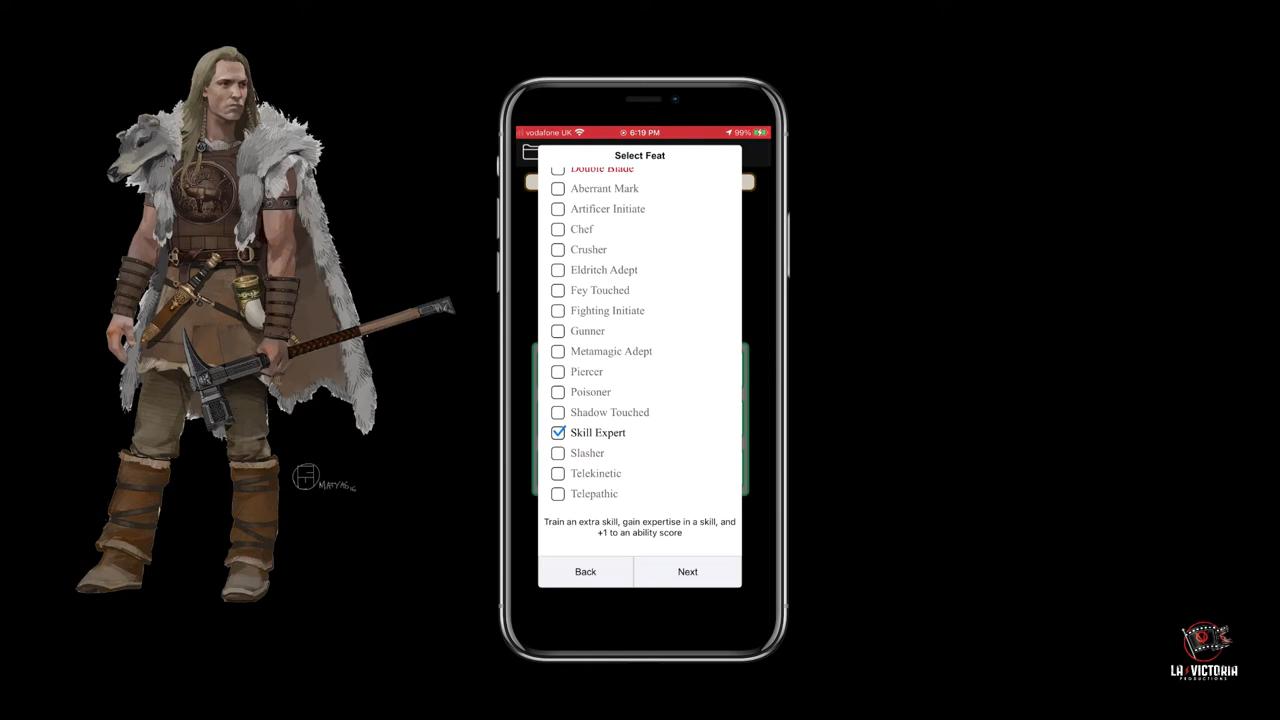 vodafone UK
6:19 PM
99%
Select Feat
Double Blade
Aberrant Mark
Artificer Initiate
Chef
Crusher
Eldritch Adept
Fey Touched
Fighting Initiate
Gunner
Metamagic Adept
Piercer
Poisoner
Shadow Touched
Skill Expert
Slasher
Telekinetic
Telepathic
Train an extra skill, gain expertise in a skill, and
+1 to an ability score
Back
Next
MATYAS
LA VICTORIA
PRODUCTIONS